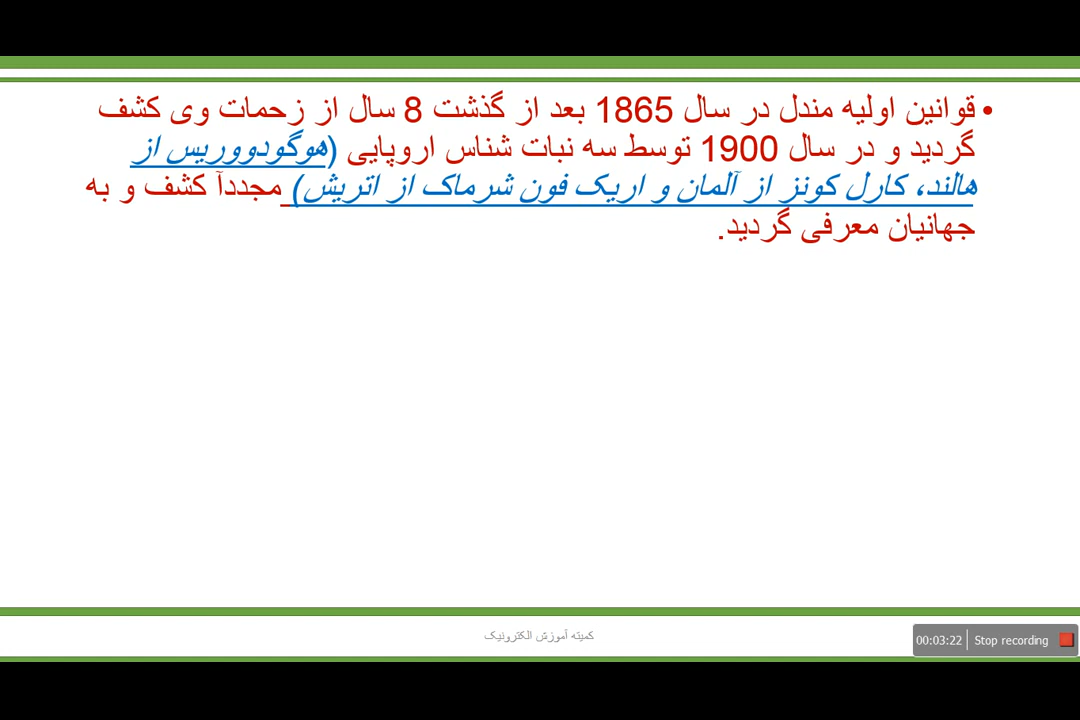 • قوانین اولیه مندل در سال 1865 بعد از گذشت 8 سال از زحمات وی کشف
گردید و در سال 1900 توسط سه نبات شناس اروپایی (هوگودووریس از
هالند، کارل کونز از آلمان و اریک فون شرماک از اتریش) مجددآ کشف و به
جهانیان معرفی گردید.
کمیته آموزش الکترونیک
00:03:22 Stop recording